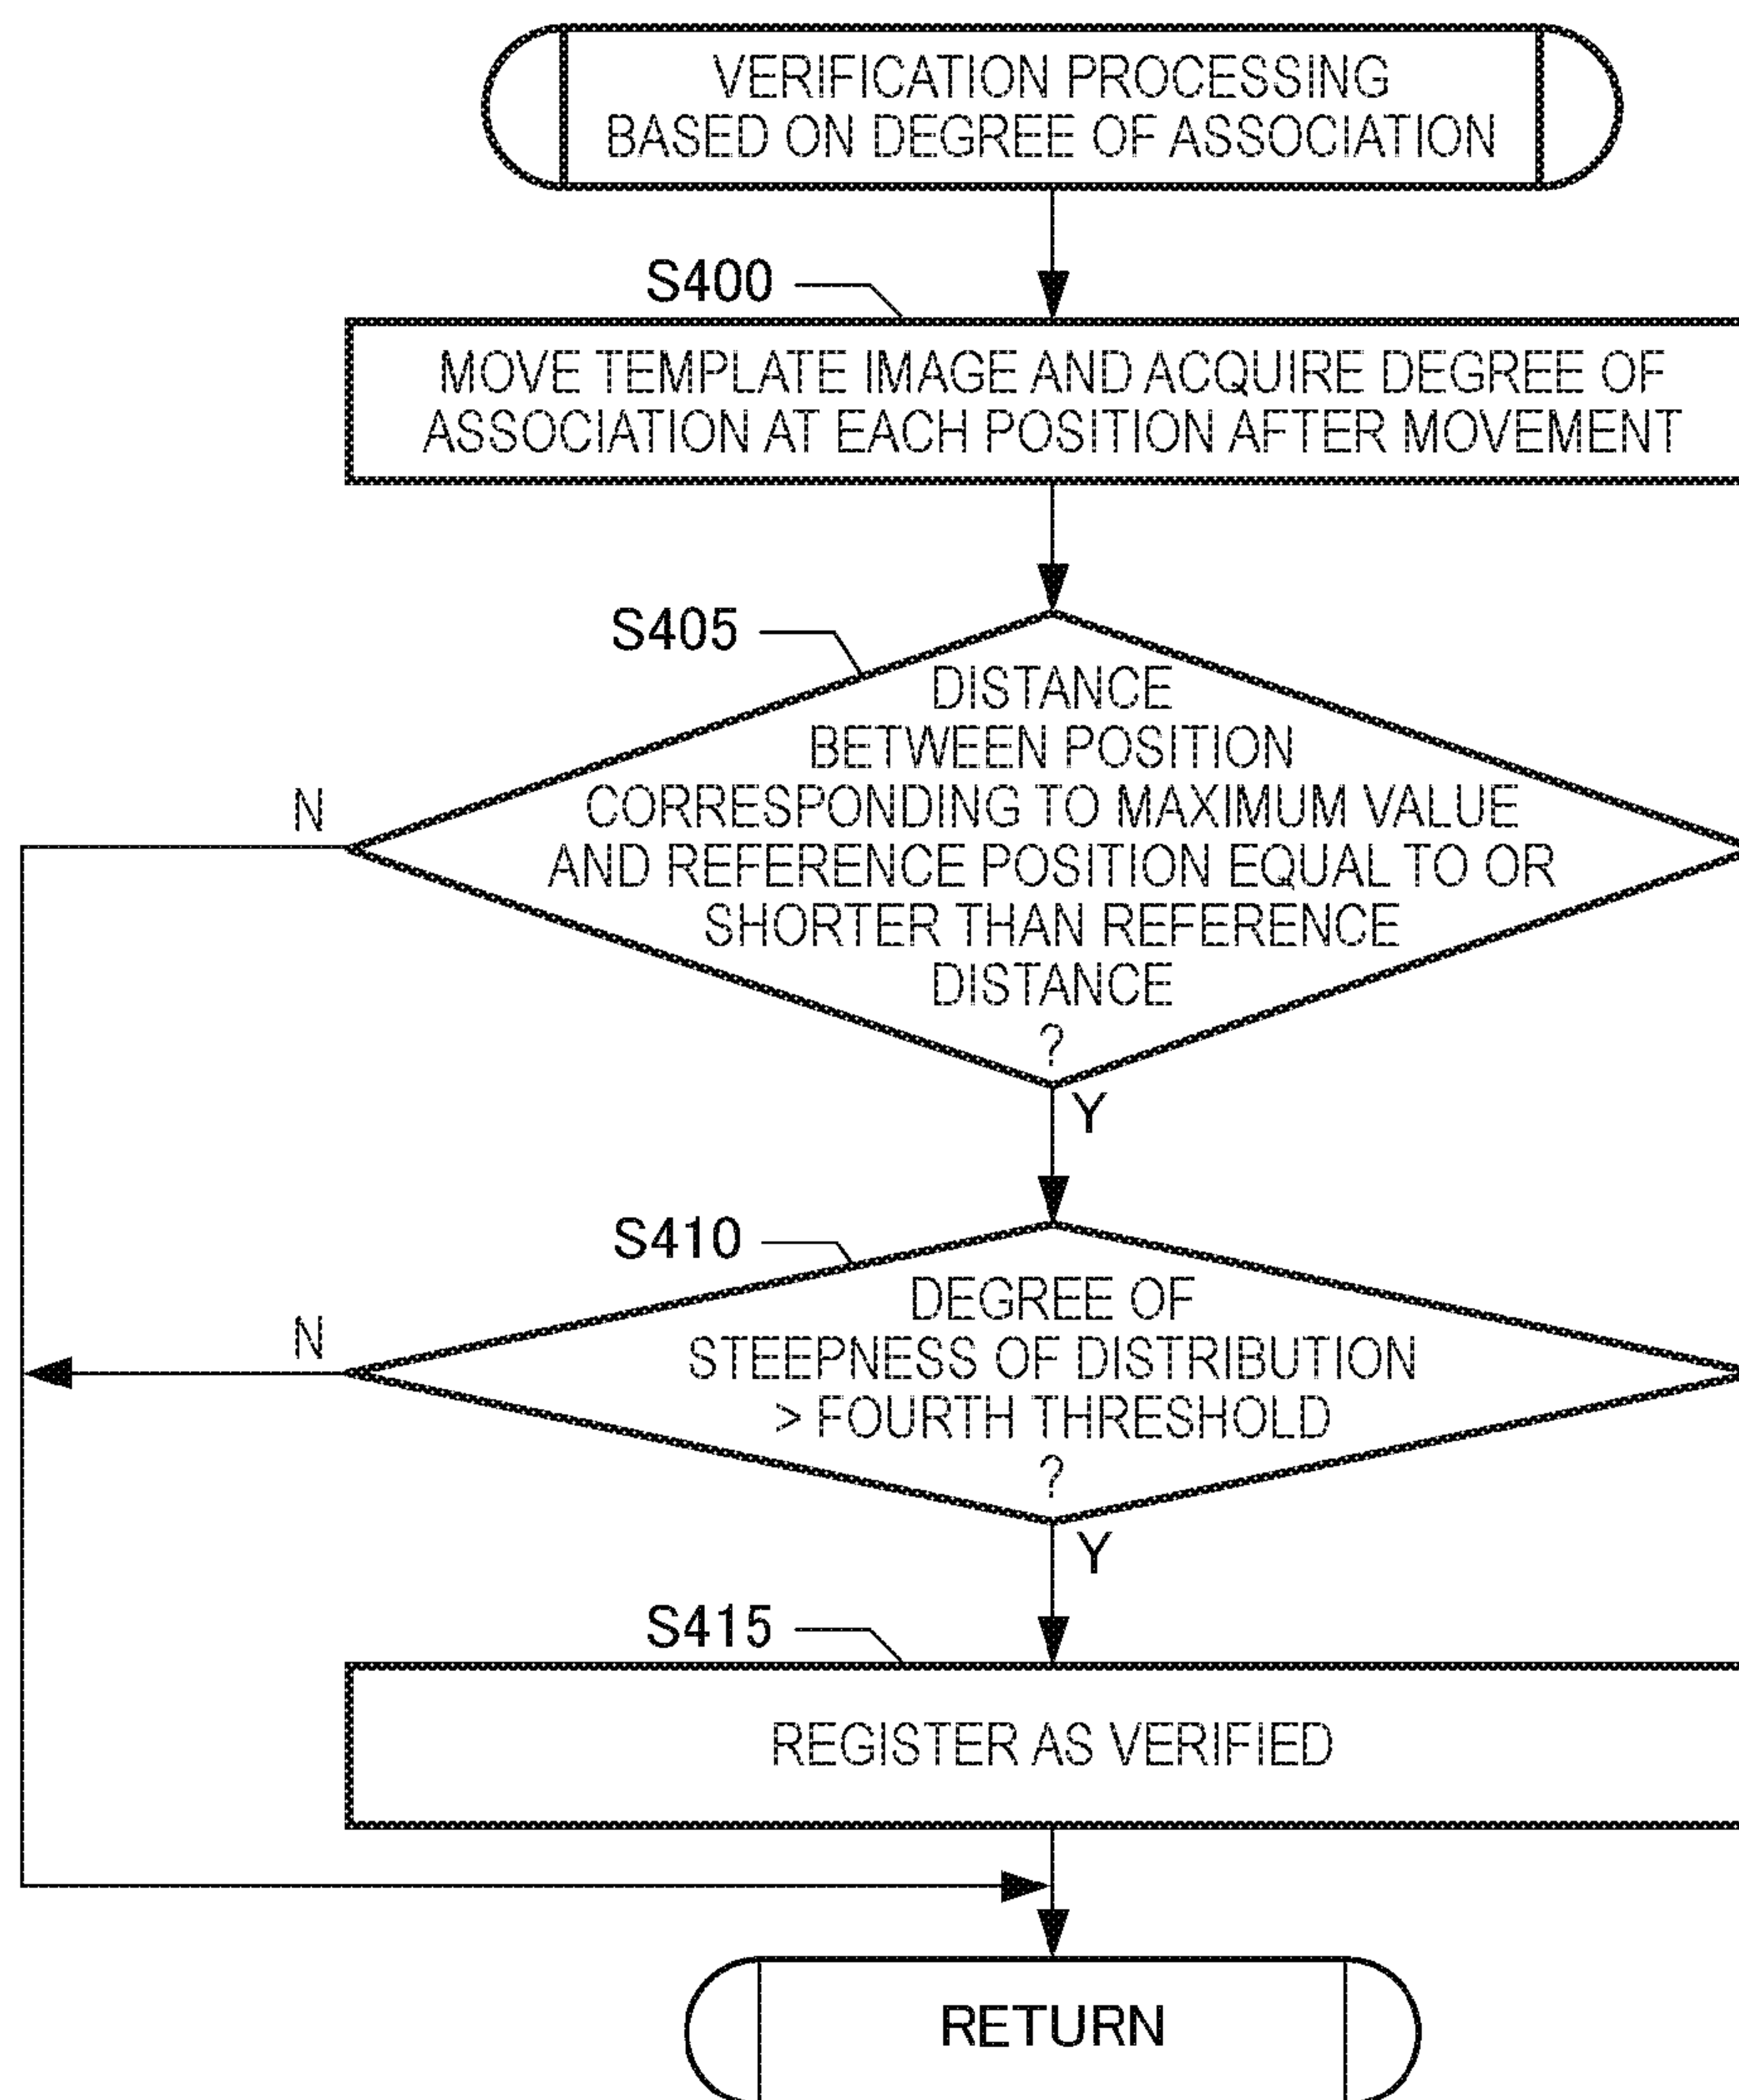 VERIFICATION PROCESSING
BASED ON DEGREE OF ASSOCIATION
S400
MOVE TEMPLATE IMAGE AND ACQUIRE DEGREE OF
ASSOCIATION AT EACH POSITION AFTER MOVEMENT
S405
DISTANCE
BETWEEN POSITION
CORRESPONDING TO MAXIMUM VALUE
AND REFERENCE POSITION EQUAL TO OR
SHORTER THAN REFERENCE
DISTANCE
?
N
Y
S410
DEGREE OF
STEEPNESS OF DISTRIBUTION
> FOURTH THRESHOLD
?
N
Y
S415
REGISTER AS VERIFIED
RETURN